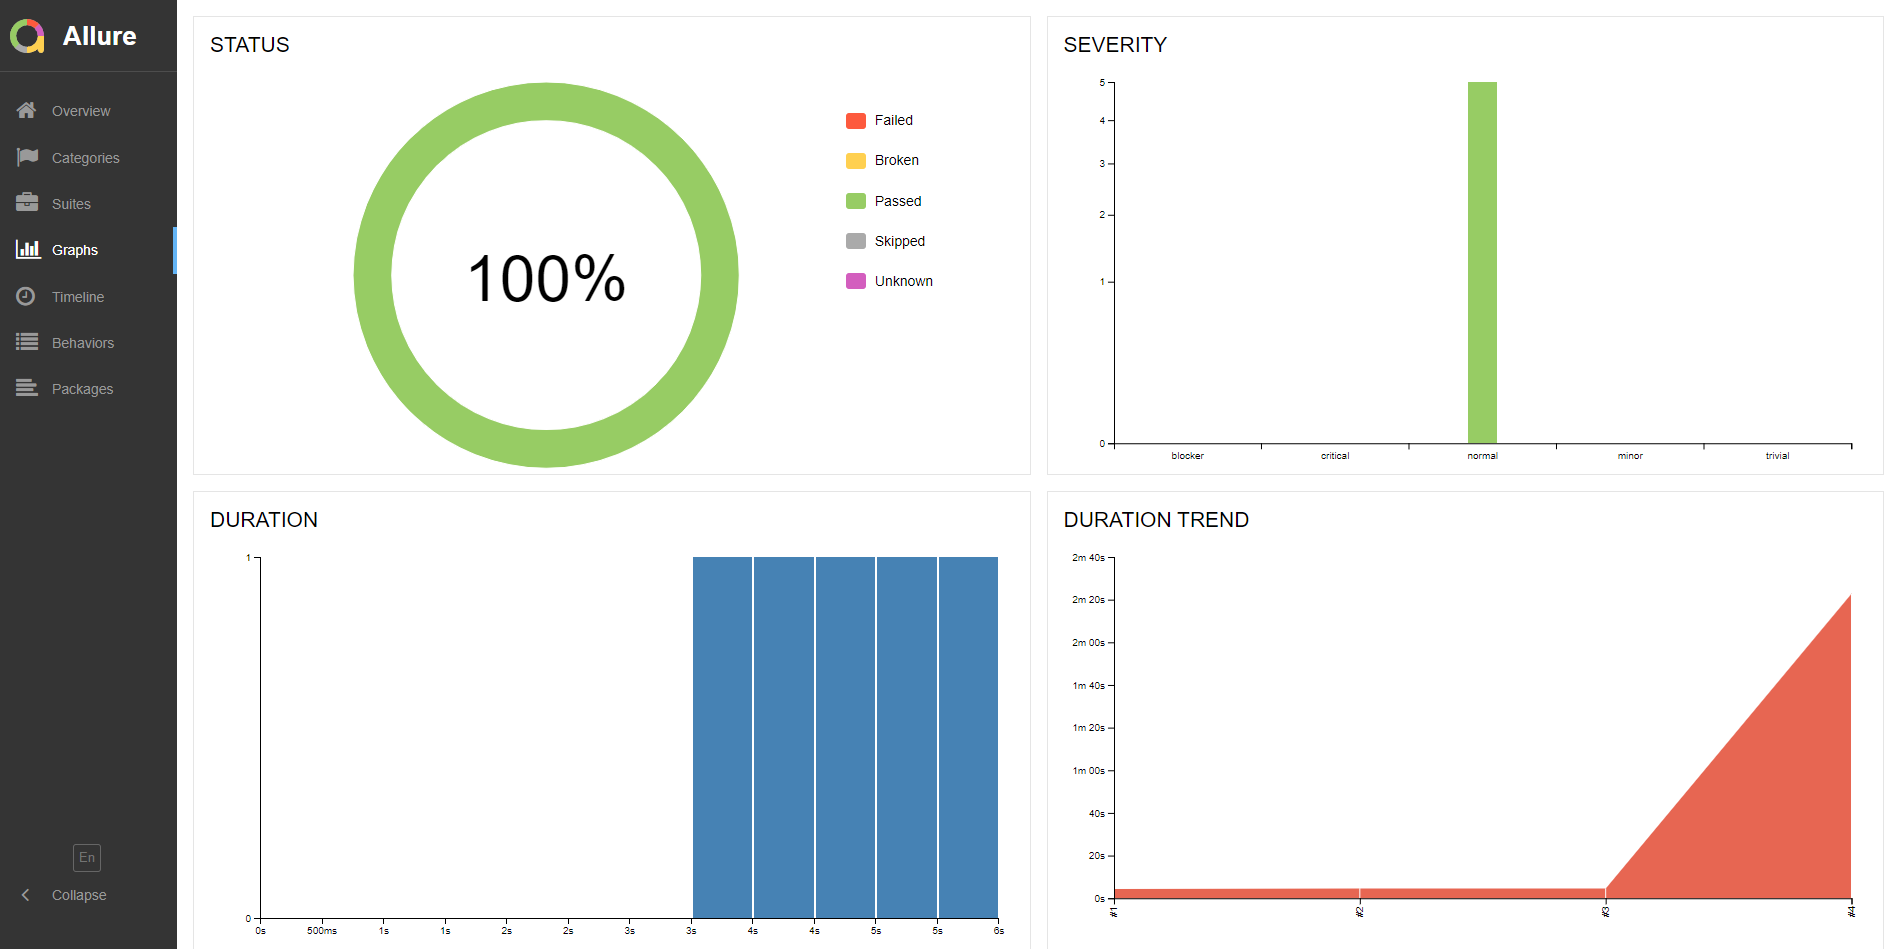 Allure
Overview
Categories
Suites
Graphs
Timeline
Behaviors
Packages
En
Collapse
STATUS
100%
Failed
Broken
Passed
Skipped
Unknown
SEVERITY
5
4
3
2
1
0
blocker critical normal minor trivial
DURATION
1
0
0s 500ms 1s 1s 2s 2s 3s 3s 4s 4s 5s 5s 6s
DURATION TREND
2m 40s
2m 20s
2m 00s
1m 40s
1m 20s
1m 00s
40s
20s
0s
#1 #2 #3 #4